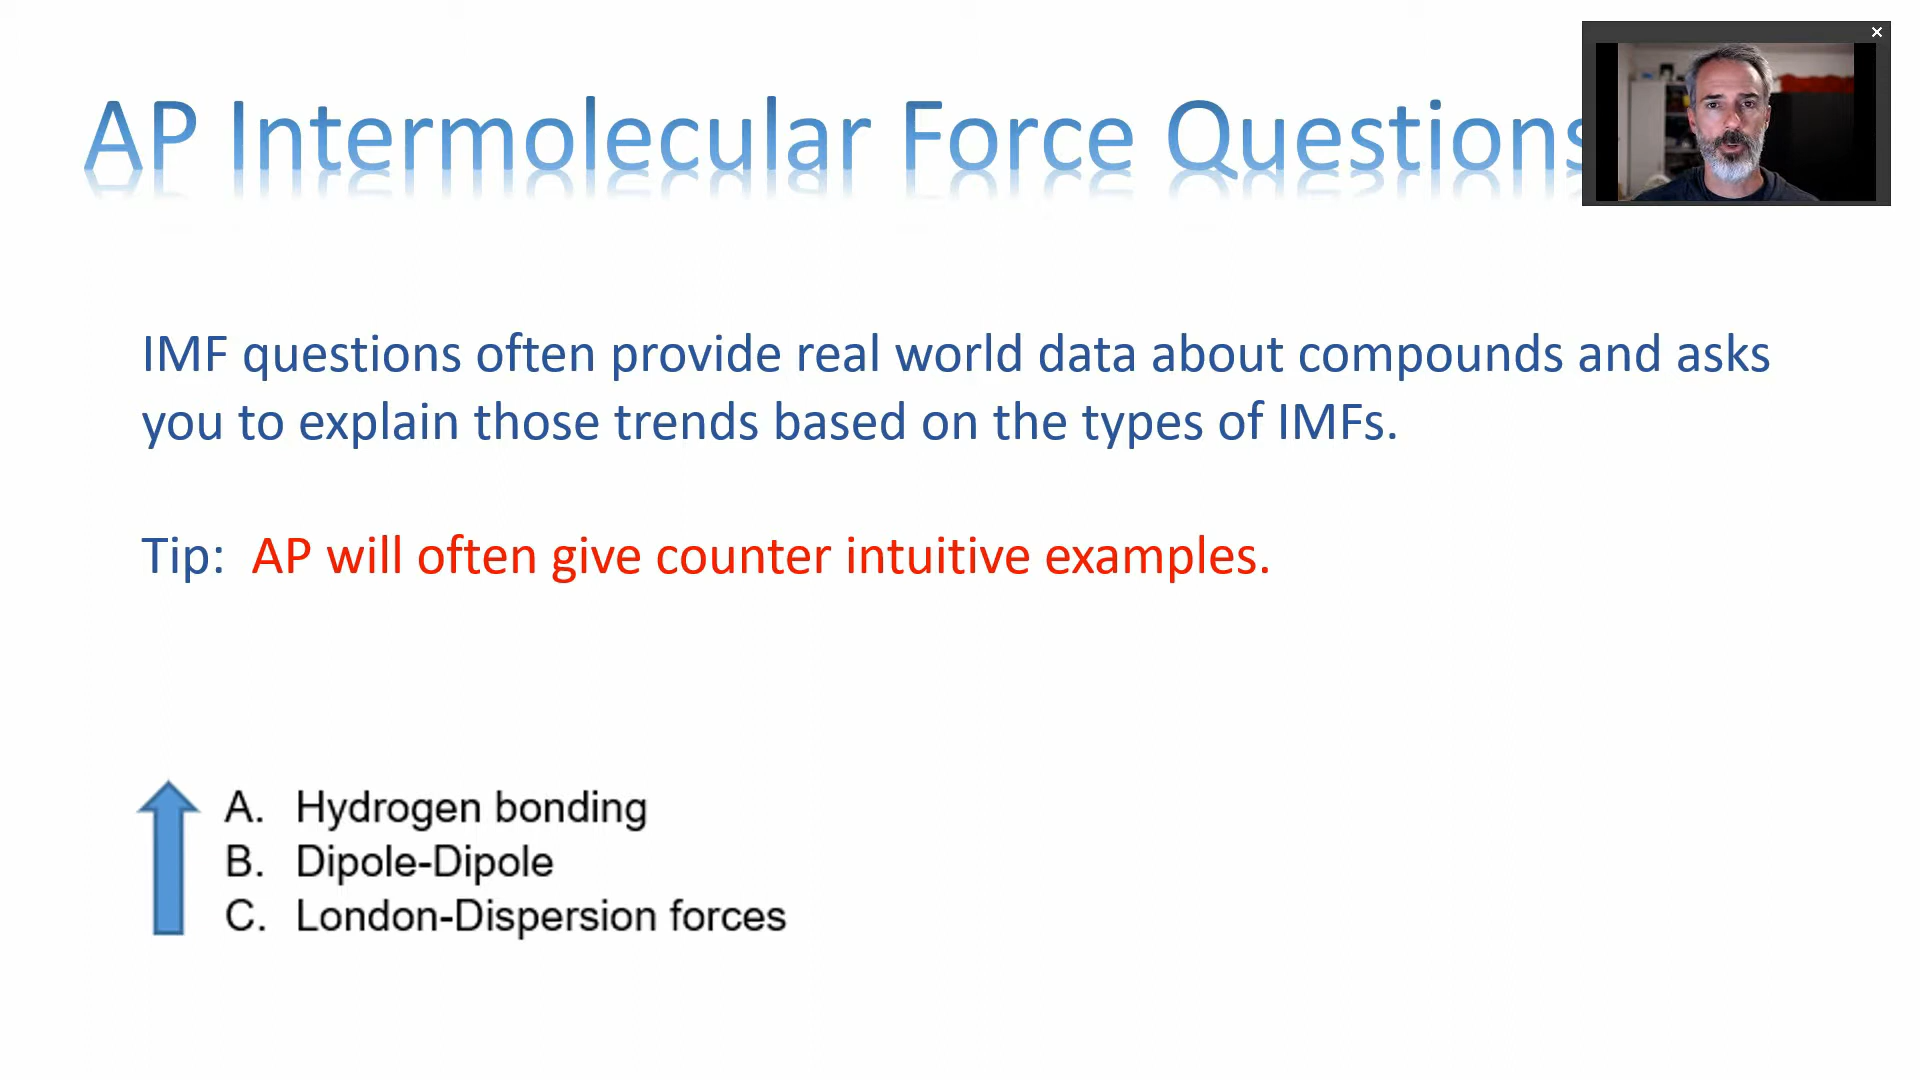 AP Intermolecular Force Questions
IMF questions often provide real world data about compounds and asks
you to explain those trends based on the types of IMFs.
Tip: AP will often give counter intuitive examples.
A. Hydrogen bonding
B. Dipole-Dipole
C. London-Dispersion forces